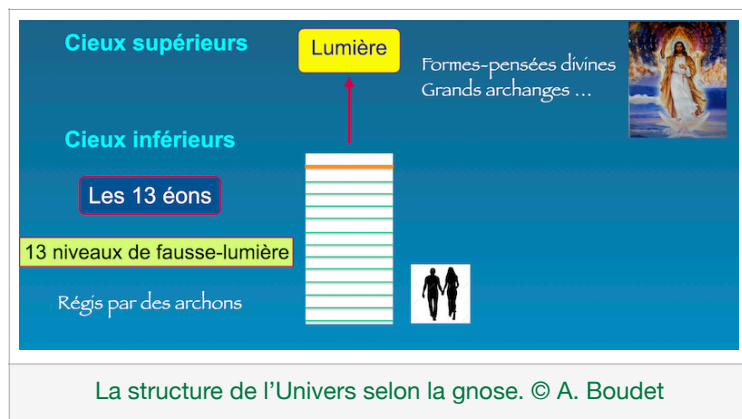 Cieux supérieurs
Lumière
Formes-pensées divines
Grands archanges ...
Cieux inférieurs
Les 13 éons
13 niveaux de fausse-lumière
Régis par des archons
La structure de l’Univers selon la gnose. © A. Boudet